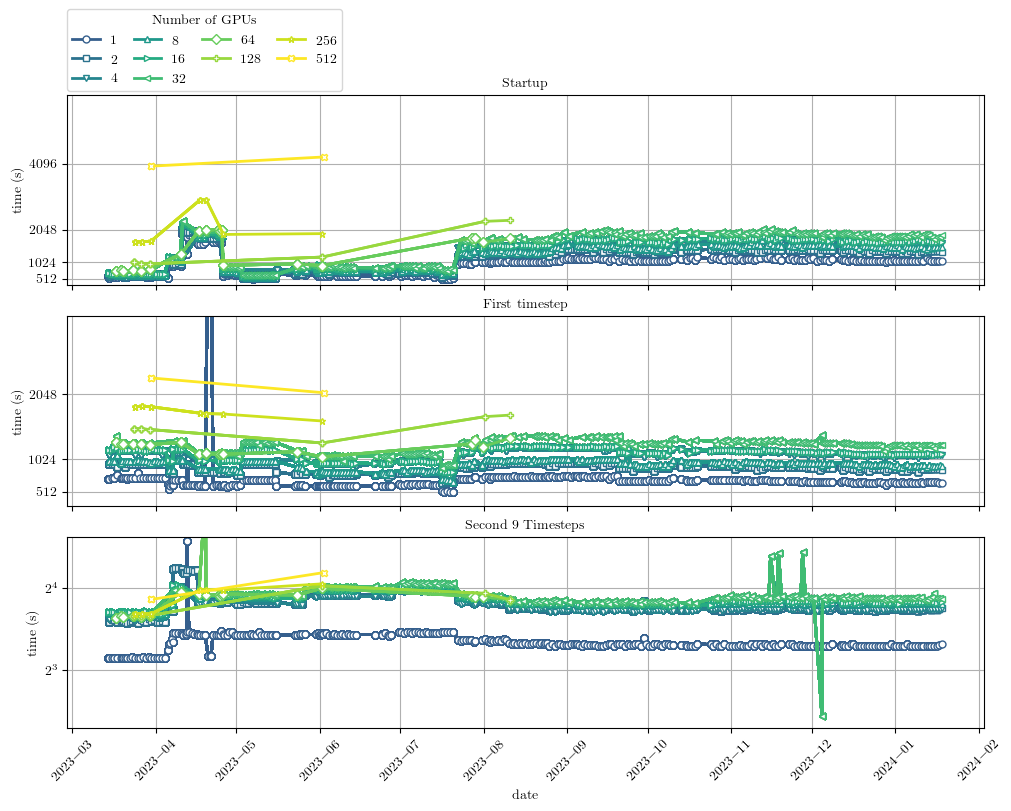 Number of GPUs
1 8 64 256
2 16 128 512
4 32
Startup
time (s)
4096
2048
1024
512
First timestep
time (s)
2048
1024
512
Second 9 Timesteps
time (s)
2^4
2^3
2023−03 2023−04 2023−05 2023−06 2023−07 2023−08 2023−09 2023−10 2023−11 2023−12 2024−01 2024−02
date